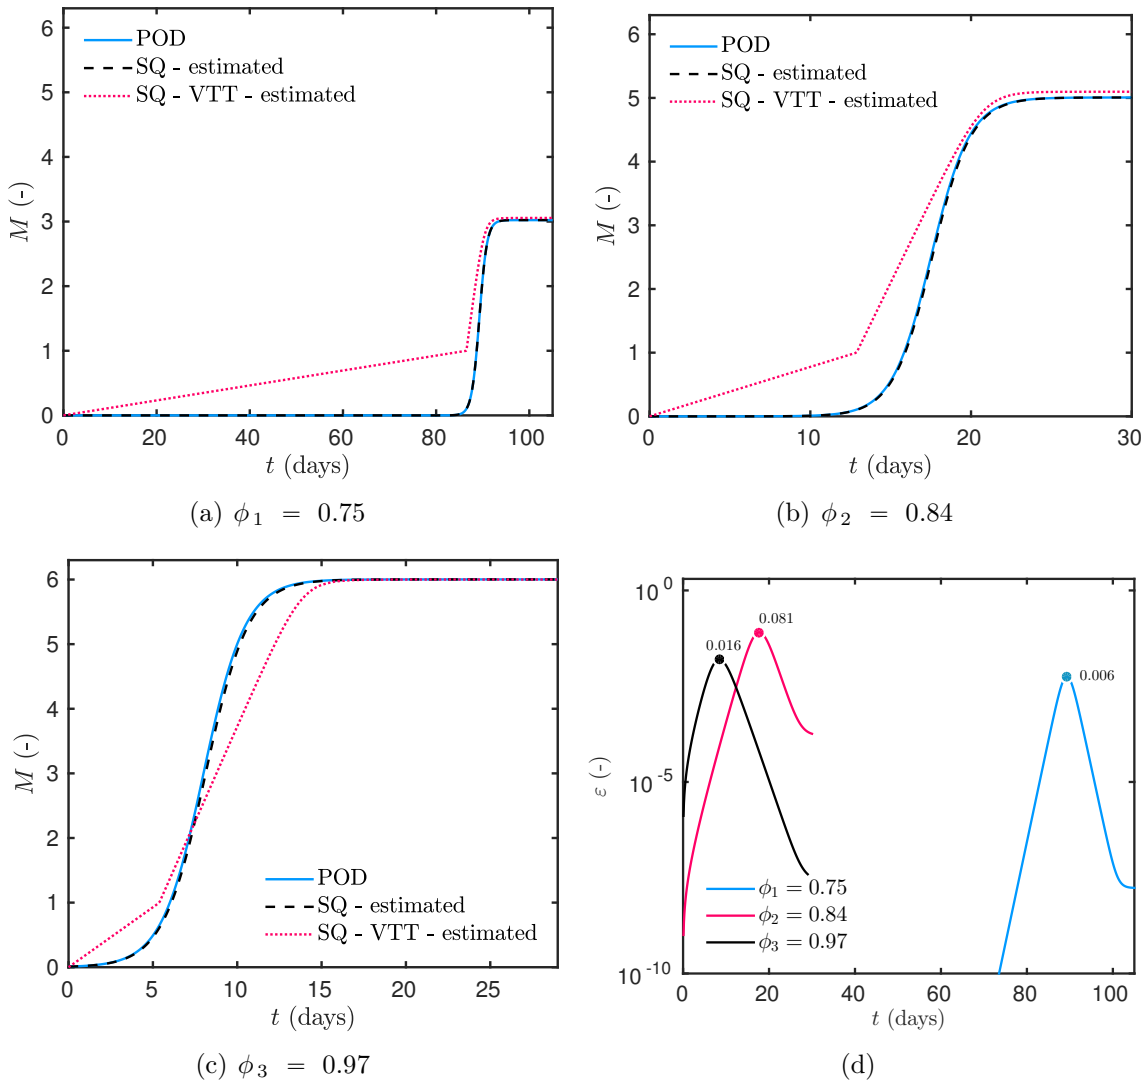 POD
SQ - estimated
SQ - VTT - estimated
M (-)
6
5
4
3
2
1
0
0 20 40 60 80 100
t (days)
(a) ϕ1 = 0.75
POD
SQ - estimated
SQ - VTT - estimated
M (-)
6
5
4
3
2
1
0
0 10 20 30
t (days)
(b) ϕ2 = 0.84
M (-)
6
5
4
3
2
1
0
POD
SQ - estimated
SQ - VTT - estimated
0 5 10 15 20 25
t (days)
(c) ϕ3 = 0.97
ε (-)
10^0
10^-5
10^-10
0.081
0.016
0.006
ϕ1 = 0.75
ϕ2 = 0.84
ϕ3 = 0.97
0 20 40 60 80 100
t (days)
(d)